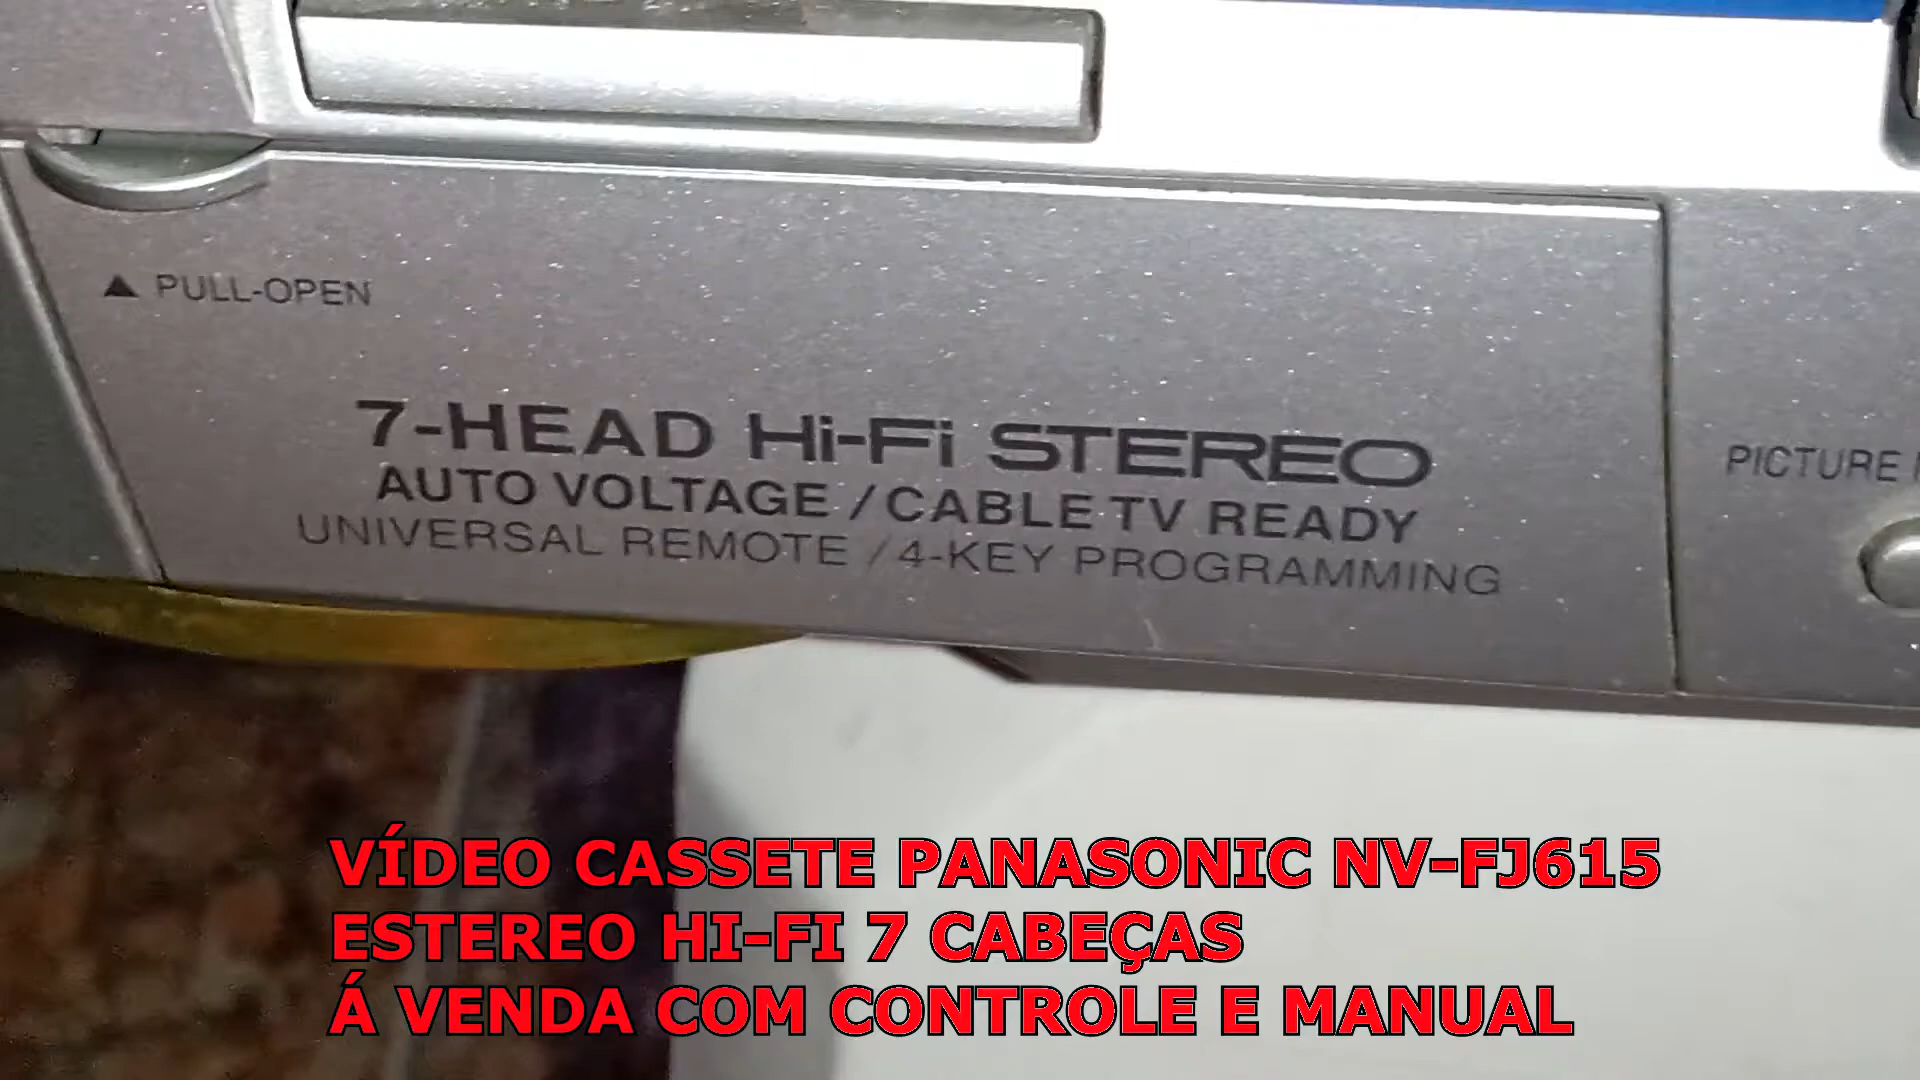 ▲ PULL-OPEN
7-HEAD Hi-Fi STEREO
AUTO VOLTAGE / CABLE TV READY
UNIVERSAL REMOTE / 4-KEY PROGRAMMING
PICTURE
VÍDEO CASSETE PANASONIC NV-FJ615
ESTEREO HI-FI 7 CABEÇAS
Á VENDA COM CONTROLE E MANUAL